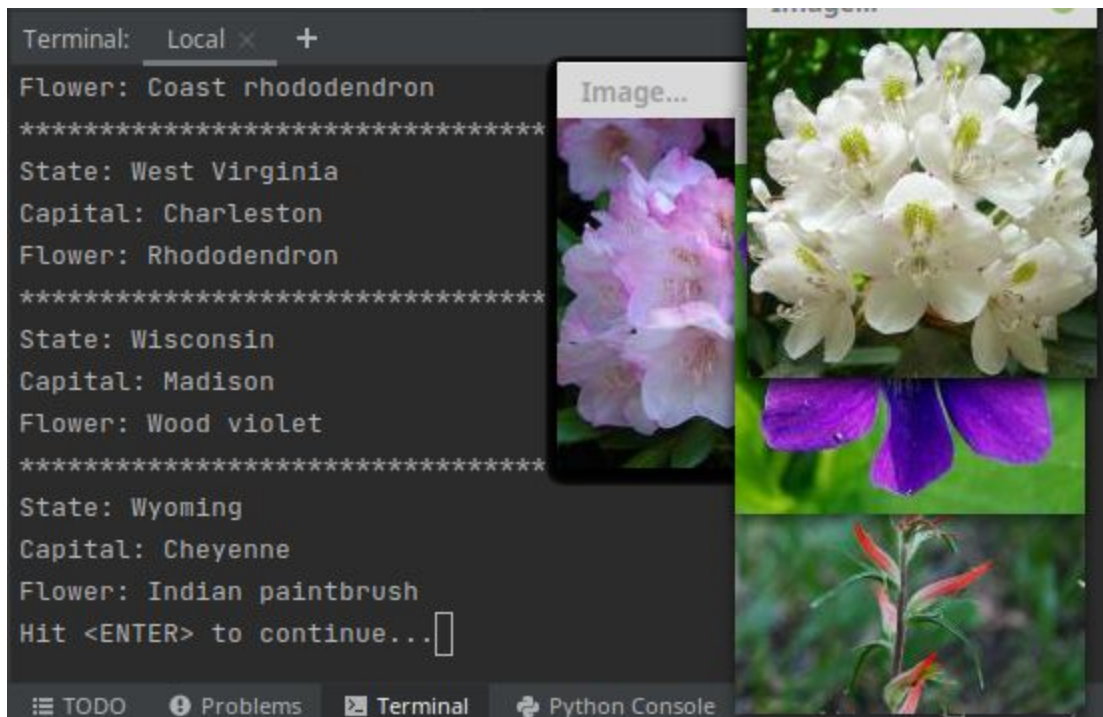 Terminal: Local × +
Flower: Coast rhododendron
*********************************
State: West Virginia
Capital: Charleston
Flower: Rhododendron
*********************************
State: Wisconsin
Capital: Madison
Flower: Wood violet
*********************************
State: Wyoming
Capital: Cheyenne
Flower: Indian paintbrush
Hit <ENTER> to continue...
Image...
Image...
TODO Problems Terminal Python Console